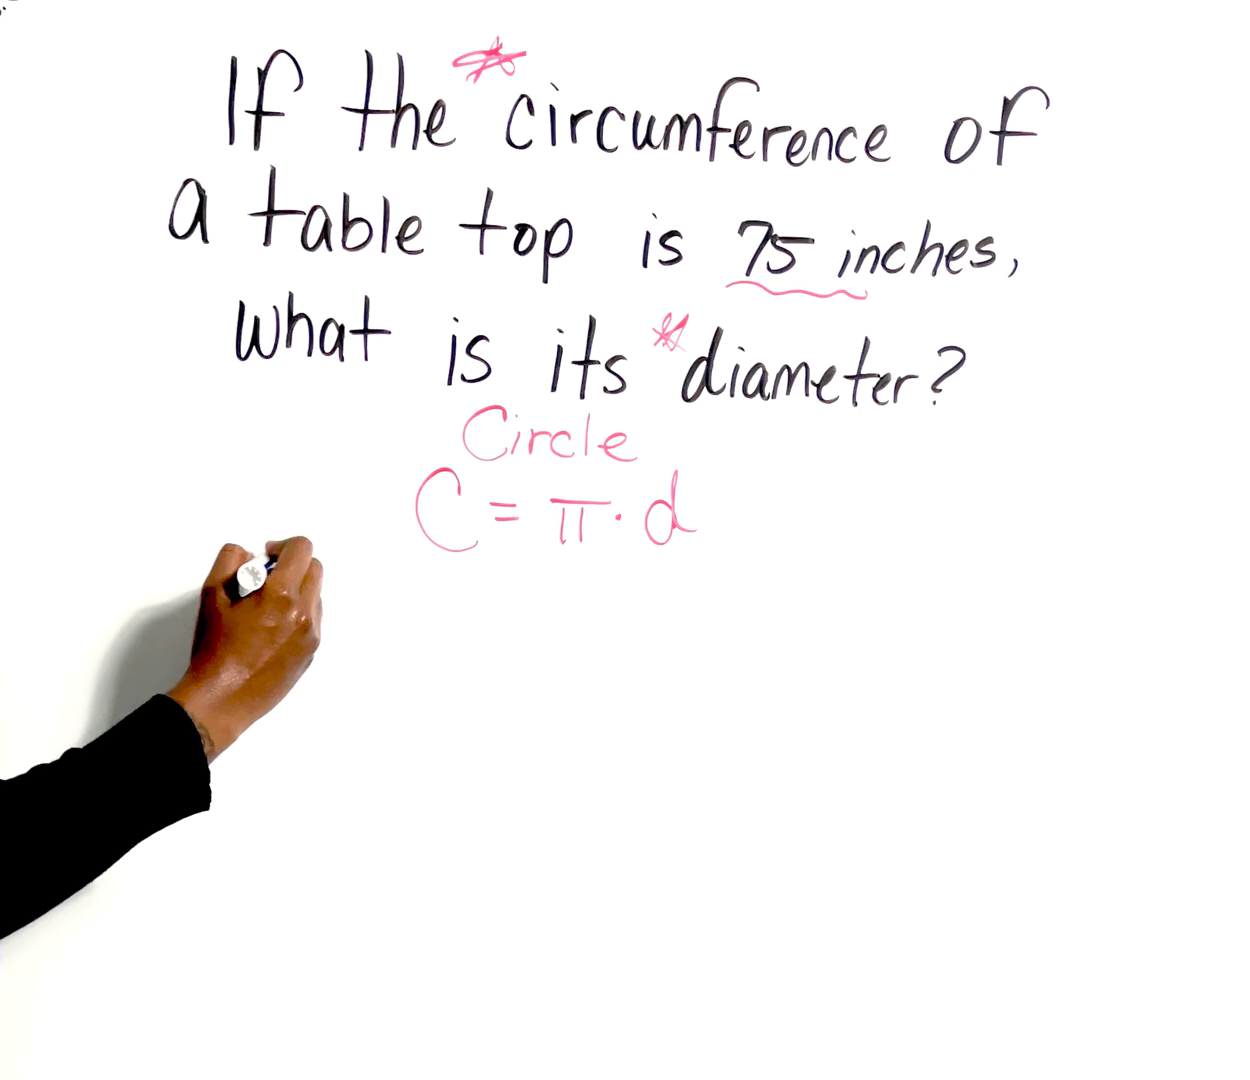 If the circumference of
a table top is 75 inches,
what is its diameter?
Circle
C = π · d